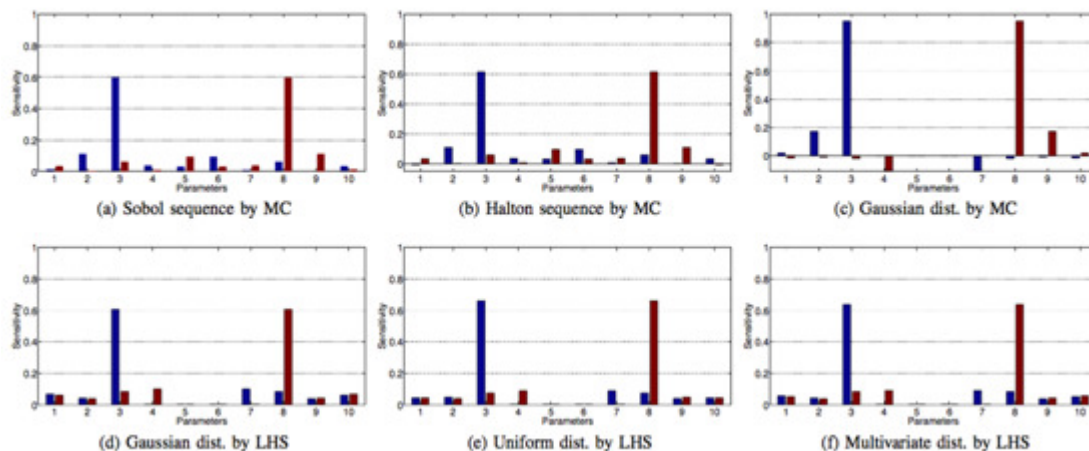 1
0.8
0.6
0.4
0.2
0
Sensitivity
1 2 3 4 5 6 7 8 9 10
Parameters
(a) Sobol sequence by MC
1
0.8
0.6
0.4
0.2
0
Sensitivity
1 2 3 4 5 6 7 8 9 10
Parameters
(b) Halton sequence by MC
1
0.8
0.6
0.4
0.2
0
Sensitivity
1 2 3 4 5 6 7 8 9 10
Parameters
(c) Gaussian dist. by MC
1
0.8
0.6
0.4
0.2
0
Sensitivity
1 2 3 4 5 6 7 8 9 10
Parameters
(d) Gaussian dist. by LHS
1
0.8
0.6
0.4
0.2
0
Sensitivity
1 2 3 4 5 6 7 8 9 10
Parameters
(e) Uniform dist. by LHS
1
0.8
0.6
0.4
0.2
0
Sensitivity
1 2 3 4 5 6 7 8 9 10
Parameters
(f) Multivariate dist. by LHS